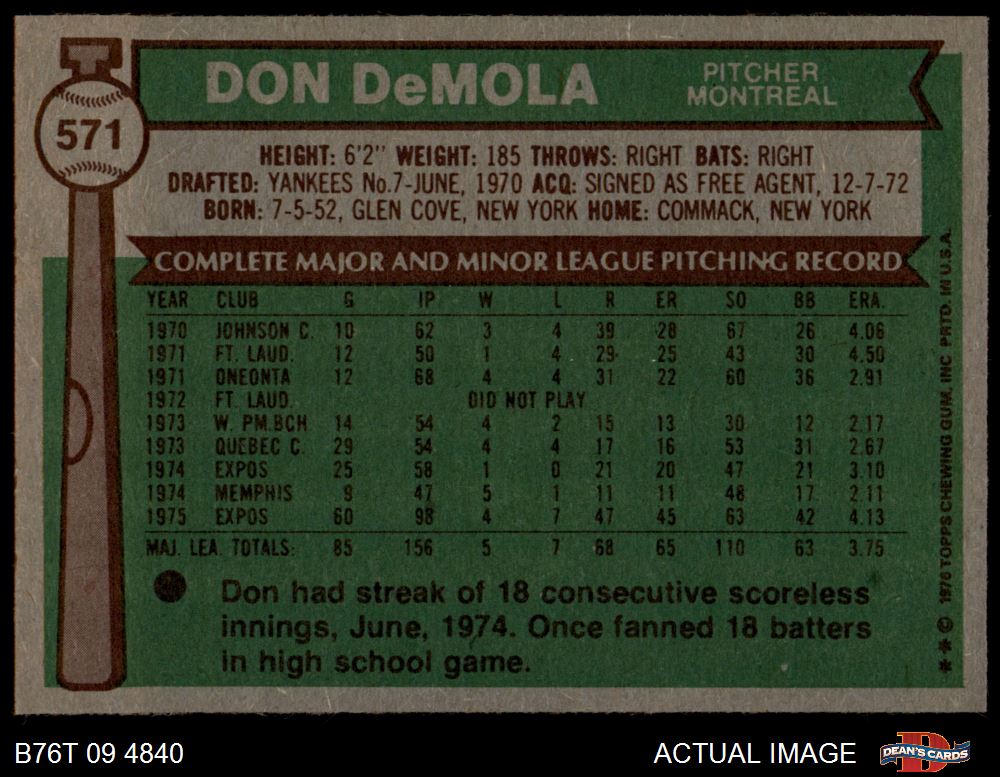 571
DON DeMOLA
PITCHER
MONTREAL
HEIGHT: 6'2" WEIGHT: 185 THROWS: RIGHT BATS: RIGHT
DRAFTED: YANKEES No.7-JUNE, 1970 ACQ: SIGNED AS FREE AGENT, 12-7-72
BORN: 7-5-52, GLEN COVE, NEW YORK HOME: COMMACK, NEW YORK
COMPLETE MAJOR AND MINOR LEAGUE PITCHING RECORD
YEAR CLUB G IP W L R ER SO BB ERA.
1970 JOHNSON C. 10 62 3 4 39 28 67 26 4.06
1971 FT. LAUD. 12 50 1 4 29 25 43 30 4.50
1971 ONEONTA 12 68 4 4 31 22 60 36 2.91
1972 FT. LAUD. DID NOT PLAY
1973 W. PM.BCH 14 54 4 2 15 13 30 12 2.17
1973 QUEBEC C. 29 54 4 4 17 16 53 31 2.67
1974 EXPOS 25 58 1 0 21 20 47 21 3.10
1974 MEMPHIS 9 47 5 1 11 11 48 17 2.11
1975 EXPOS 60 98 4 7 47 45 63 42 4.13
MAJ. LEA. TOTALS: 85 156 5 7 68 65 110 63 3.75
Don had streak of 18 consecutive scoreless
innings, June, 1974. Once fanned 18 batters
in high school game.
** © 1976 TOPPS CHEWING GUM, INC PRTD. IN U.S.A.
B76T 09 4840
ACTUAL IMAGE
DEAN'S CARDS